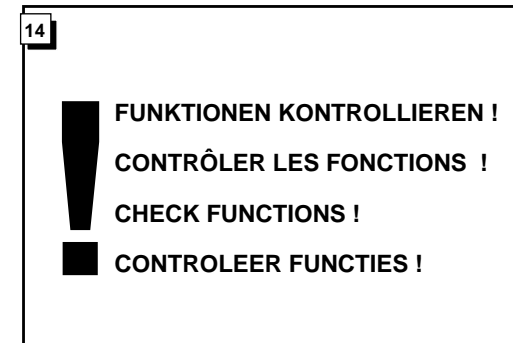 14
FUNKTIONEN KONTROLLIEREN !
CONTRÔLER LES FONCTIONS !
CHECK FUNCTIONS !
CONTROLEER FUNCTIES !
!